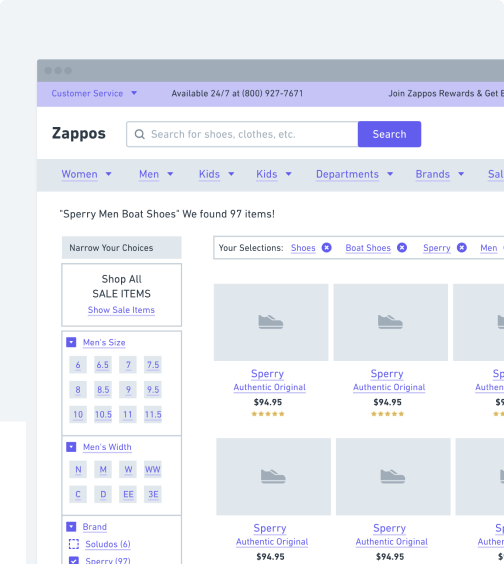 Customer Service Available 24/7 at (800) 927-7671 Join Zappos Rewards & Get
Zappos Search for shoes, clothes, etc. Search
Women Men Kids Kids Departments Brands Sal
"Sperry Men Boat Shoes" We found 97 items!
Narrow Your Choices
Your Selections: Shoes Boat Shoes Sperry Men
Shop All
SALE ITEMS
Show Sale Items
Men's Size
6 6.5 7 7.5
8 8.5 9 9.5
10 10.5 11 11.5
Men's Width
N M W WW
C D EE 3E
Brand
Soludos (6)
Sperry (97)
Sperry Sperry Sp
Authentic Original Authentic Original Authen
$94.95 $94.95 $9
Sperry Sperry Sp
Authentic Original Authentic Original Authen
$94.95 $94.95 $